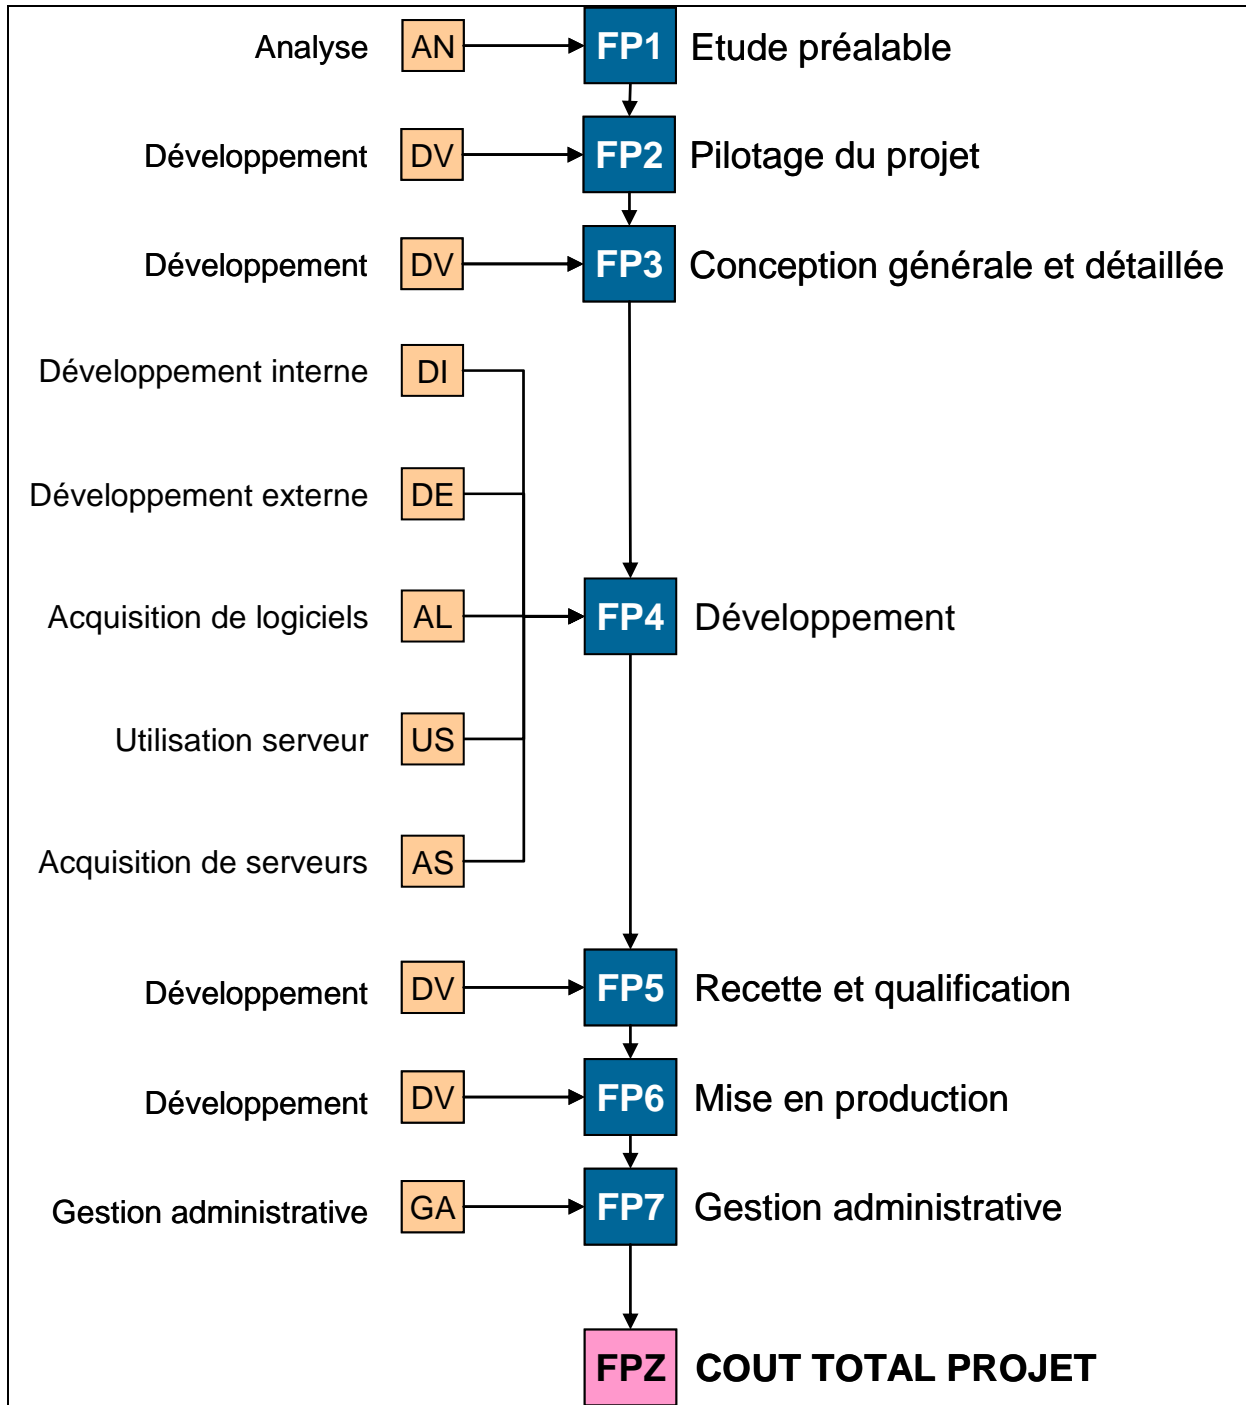 Analyse AN FP1 Etude préalable
Développement DV FP2 Pilotage du projet
Développement DV FP3 Conception générale et détaillée
Développement interne DI
Développement externe DE
Acquisition de logiciels AL FP4 Développement
Utilisation serveur US
Acquisition de serveurs AS
Développement DV FP5 Recette et qualification
Développement DV FP6 Mise en production
Gestion administrative GA FP7 Gestion administrative
FPZ COUT TOTAL PROJET